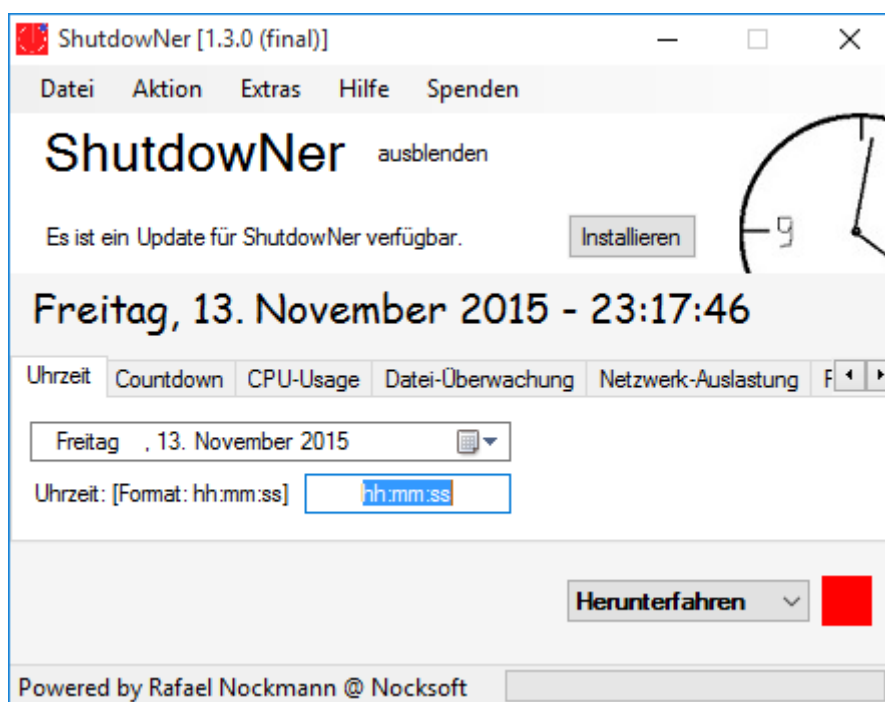 ShutdowNer [1.3.0 (final)]
Datei Aktion Extras Hilfe Spenden
ShutdowNer ausblenden
Es ist ein Update für ShutdowNer verfügbar. Installieren
9
Freitag, 13. November 2015 - 23:17:46
Uhrzeit Countdown CPU-Usage Datei-Überwachung Netzwerk-Auslastung
Freitag , 13. November 2015
Uhrzeit: [Format: hh:mm:ss] hh:mm:ss
Herunterfahren
Powered by Rafael Nockmann @ Nocksoft